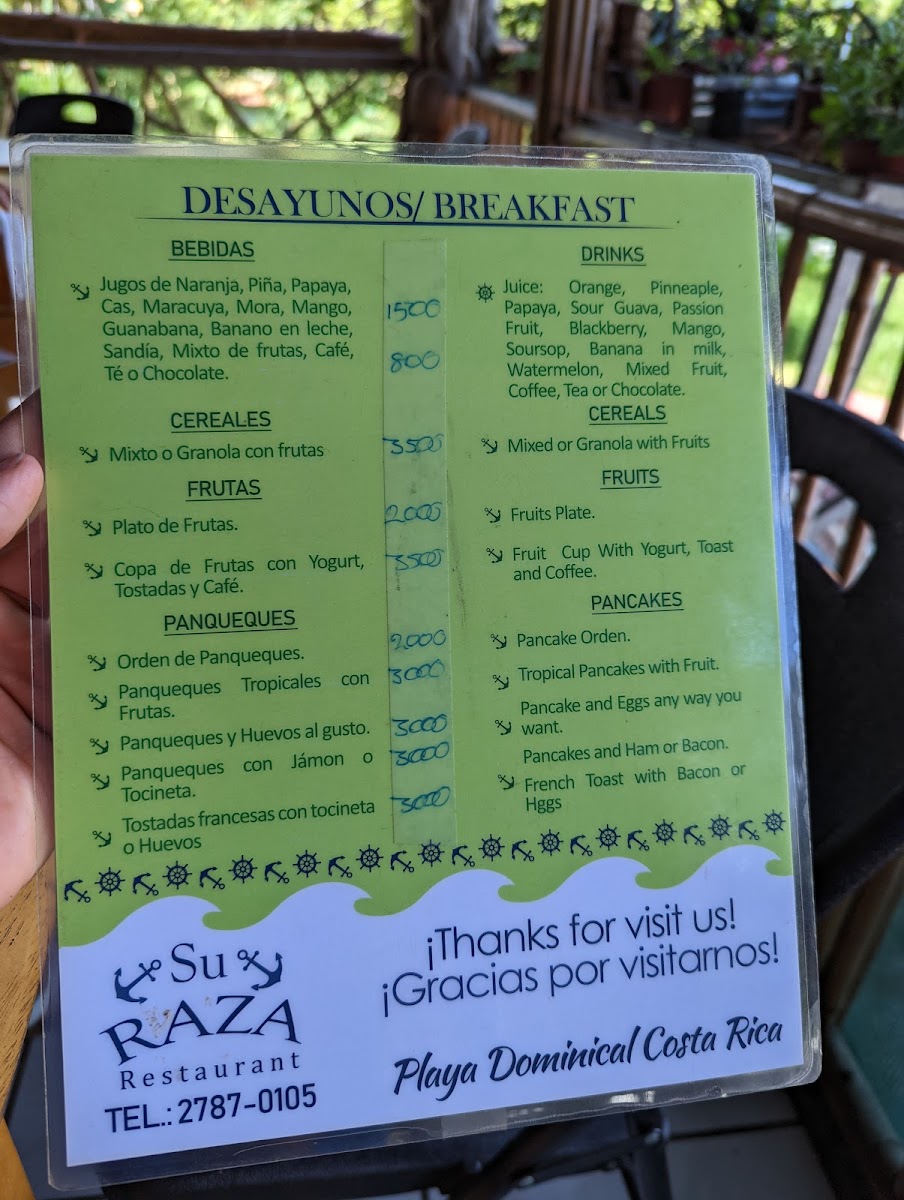 DESAYUNOS/ BREAKFAST
BEBIDAS
Jugos de Naranja, Piña, Papaya,
Cas, Maracuya, Mora, Mango,
Guanabana, Banano en leche,
Sandía, Mixto de frutas, Café,
Té o Chocolate.
1500
800
CEREALES
Mixto o Granola con frutas
3500
FRUTAS
Plato de Frutas.
2000
Copa de Frutas con Yogurt,
Tostadas y Café.
3500
PANQUEQUES
Orden de Panqueques.
2000
Panqueques Tropicales con
Frutas.
3000
Panqueques y Huevos al gusto.
3000
Panqueques con Jámon o
Tocineta.
3000
Tostadas francesas con tocineta
o Huevos
3000
DRINKS
Juice: Orange, Pinneaple,
Papaya, Sour Guava, Passion
Fruit, Blackberry, Mango,
Soursop, Banana in milk,
Watermelon, Mixed Fruit,
Coffee, Tea or Chocolate.
CEREALS
Mixed or Granola with Fruits
FRUITS
Fruits Plate.
Fruit Cup With Yogurt, Toast
and Coffee.
PANCAKES
Pancake Orden.
Tropical Pancakes with Fruit.
Pancake and Eggs any way you
want.
Pancakes and Ham or Bacon.
French Toast with Bacon or
Hggs
Su
RAZA
Restaurant
TEL.: 2787-0105
¡Thanks for visit us!
¡Gracias por visitarnos!
Playa Dominical Costa Rica